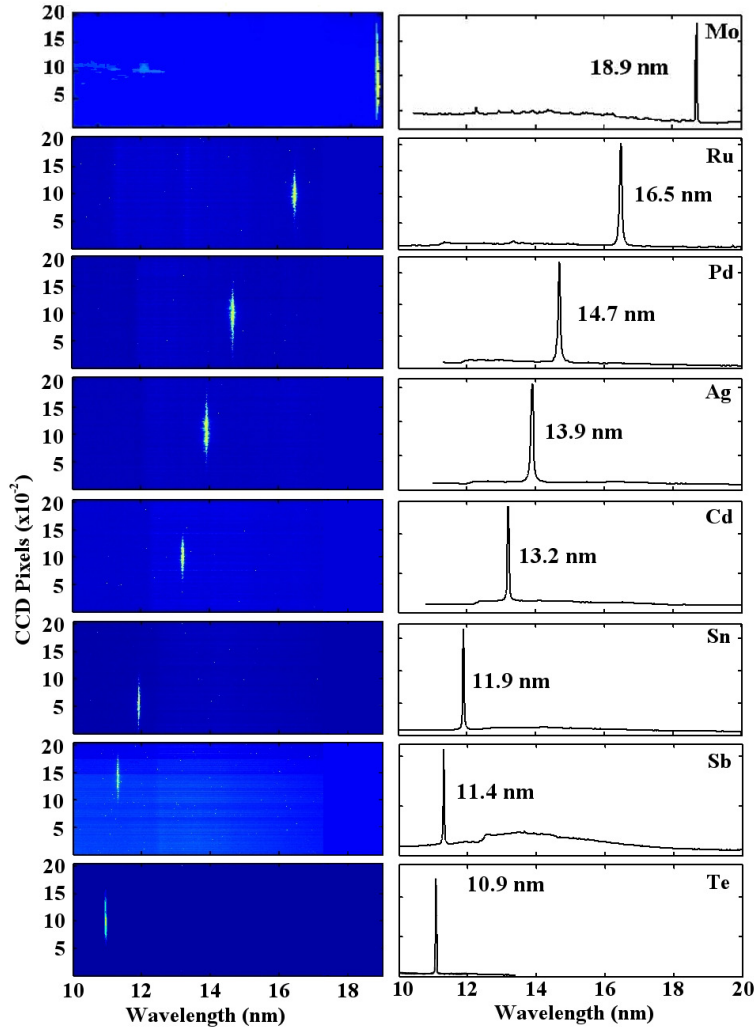 20
15
10
5
Mo
18.9 nm
20
15
10
5
Ru
16.5 nm
20
15
10
5
Pd
14.7 nm
20
15
10
5
Ag
13.9 nm
20
15
10
5
Cd
13.2 nm
20
15
10
5
Sn
11.9 nm
20
15
10
5
Sb
11.4 nm
20
15
10
5
Te
10.9 nm
CCD Pixels (x10⁻²)
10 12 14 16 18
10 12 14 16 18 20
Wavelength (nm)
Wavelength (nm)